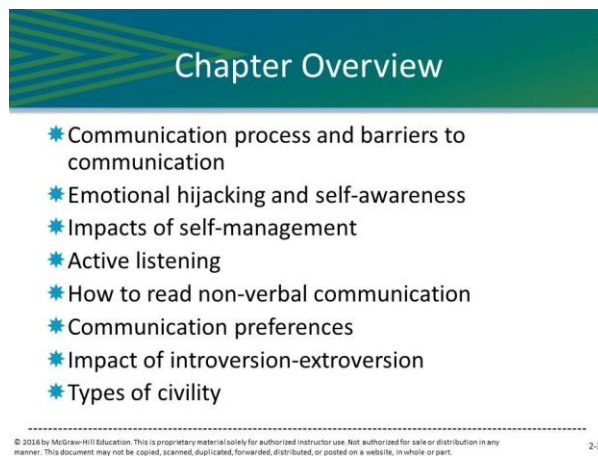 Chapter Overview
Communication process and barriers to
communication
Emotional hijacking and self-awareness
Impacts of self-management
Active listening
How to read non-verbal communication
Communication preferences
Impact of introversion-extroversion
Types of civility
© 2016 by McGraw-Hill Education. This is proprietary material solely for authorized instructor use. Not authorized for sale or distribution in any
manner. This document may not be copied, scanned, duplicated, forwarded, distributed, or posted on a website, in whole or part.